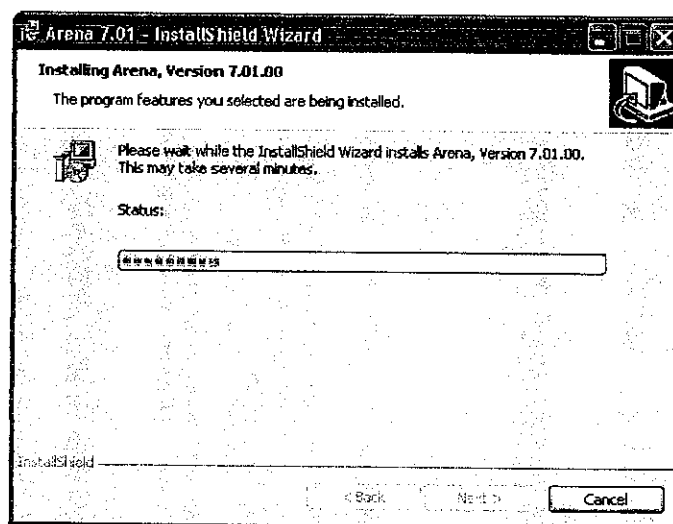 Arena 7.01 - InstallShield Wizard
Installing Arena, Version 7.01.00
The program features you selected are being installed.
Please wait while the InstallShield Wizard installs Arena, Version 7.01.00.
This may take several minutes.
Status:
InstallShield
< Back
Next >
Cancel